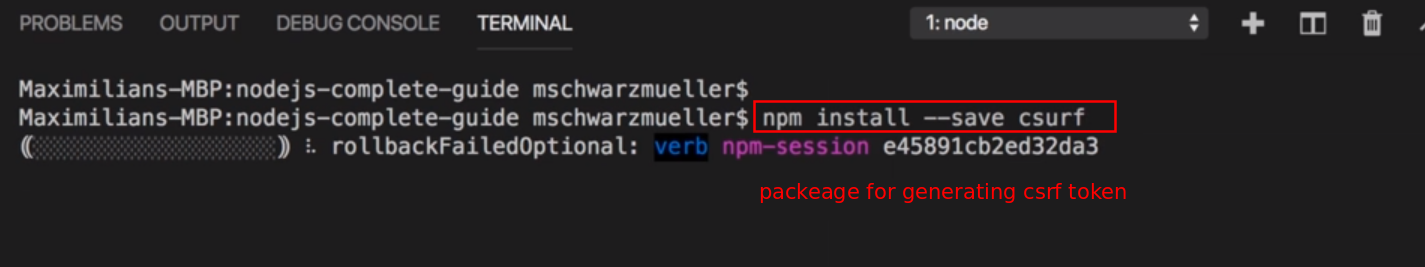 PROBLEMS OUTPUT DEBUG CONSOLE TERMINAL 1: node
Maximilians-MBP:nodejs-complete-guide mschwarzmueller$
Maximilians-MBP:nodejs-complete-guide mschwarzmueller$ npm install --save csurf
(░░░░░░░░░░░░░░░░░░) ⠧ rollbackFailedOptional: verb npm-session e45891cb2ed32da3
packeage for generating csrf token